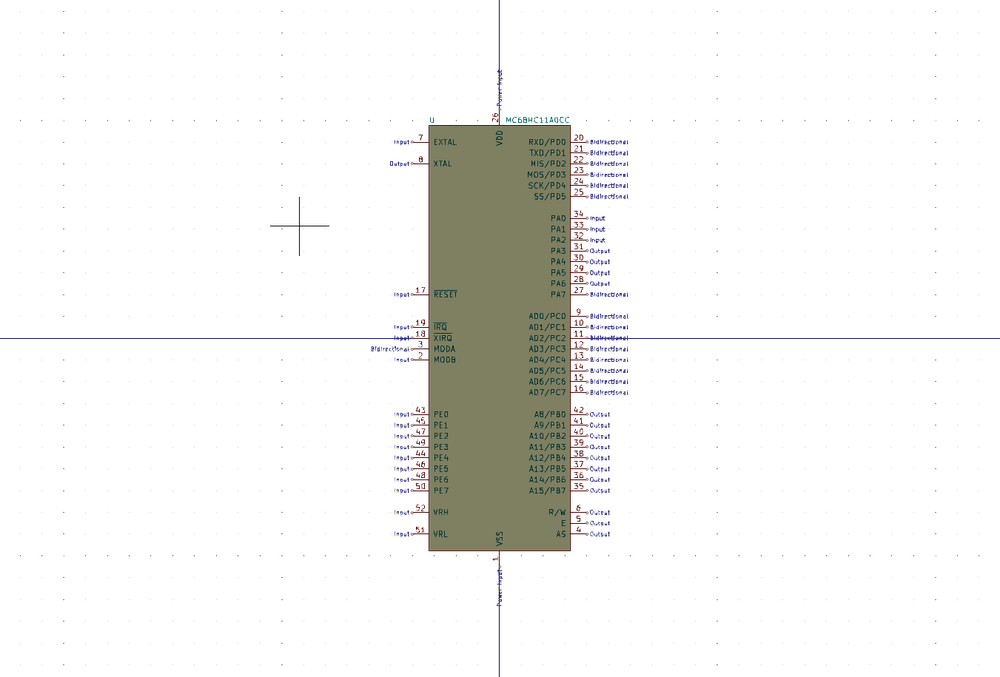 Power Input
26
U MC68HC11A0CC
VDD
Input 7 EXTAL RXD/PD0 20 Bidirectional
TXD/PD1 21 Bidirectional
Output 8 XTAL MIS/PD2 22 Bidirectional
MOS/PD3 23 Bidirectional
SCK/PD4 24 Bidirectional
SS/PD5 25 Bidirectional
PA0 34 Input
PA1 33 Input
PA2 32 Input
PA3 31 Output
PA4 30 Output
PA5 29 Output
PA6 28 Output
Input 17 RESET PA7 27 Bidirectional
AD0/PC0 9 Bidirectional
Input 19 IRQ AD1/PC1 10 Bidirectional
Input 18 XIRQ AD2/PC2 11 Bidirectional
Bidirectional 3 MODA AD3/PC3 12 Bidirectional
Input 2 MODB AD4/PC4 13 Bidirectional
AD5/PC5 14 Bidirectional
AD6/PC6 15 Bidirectional
AD7/PC7 16 Bidirectional
Input 43 PE0 A8/PB0 42 Output
Input 45 PE1 A9/PB1 41 Output
Input 47 PE2 A10/PB2 40 Output
Input 49 PE3 A11/PB3 39 Output
Input 44 PE4 A12/PB4 38 Output
Input 46 PE5 A13/PB5 37 Output
Input 48 PE6 A14/PB6 36 Output
Input 50 PE7 A15/PB7 35 Output
Input 52 VRH R/W 6 Output
E 5 Output
Input 51 VRL AS 4 Output
VSS
1
Power Input